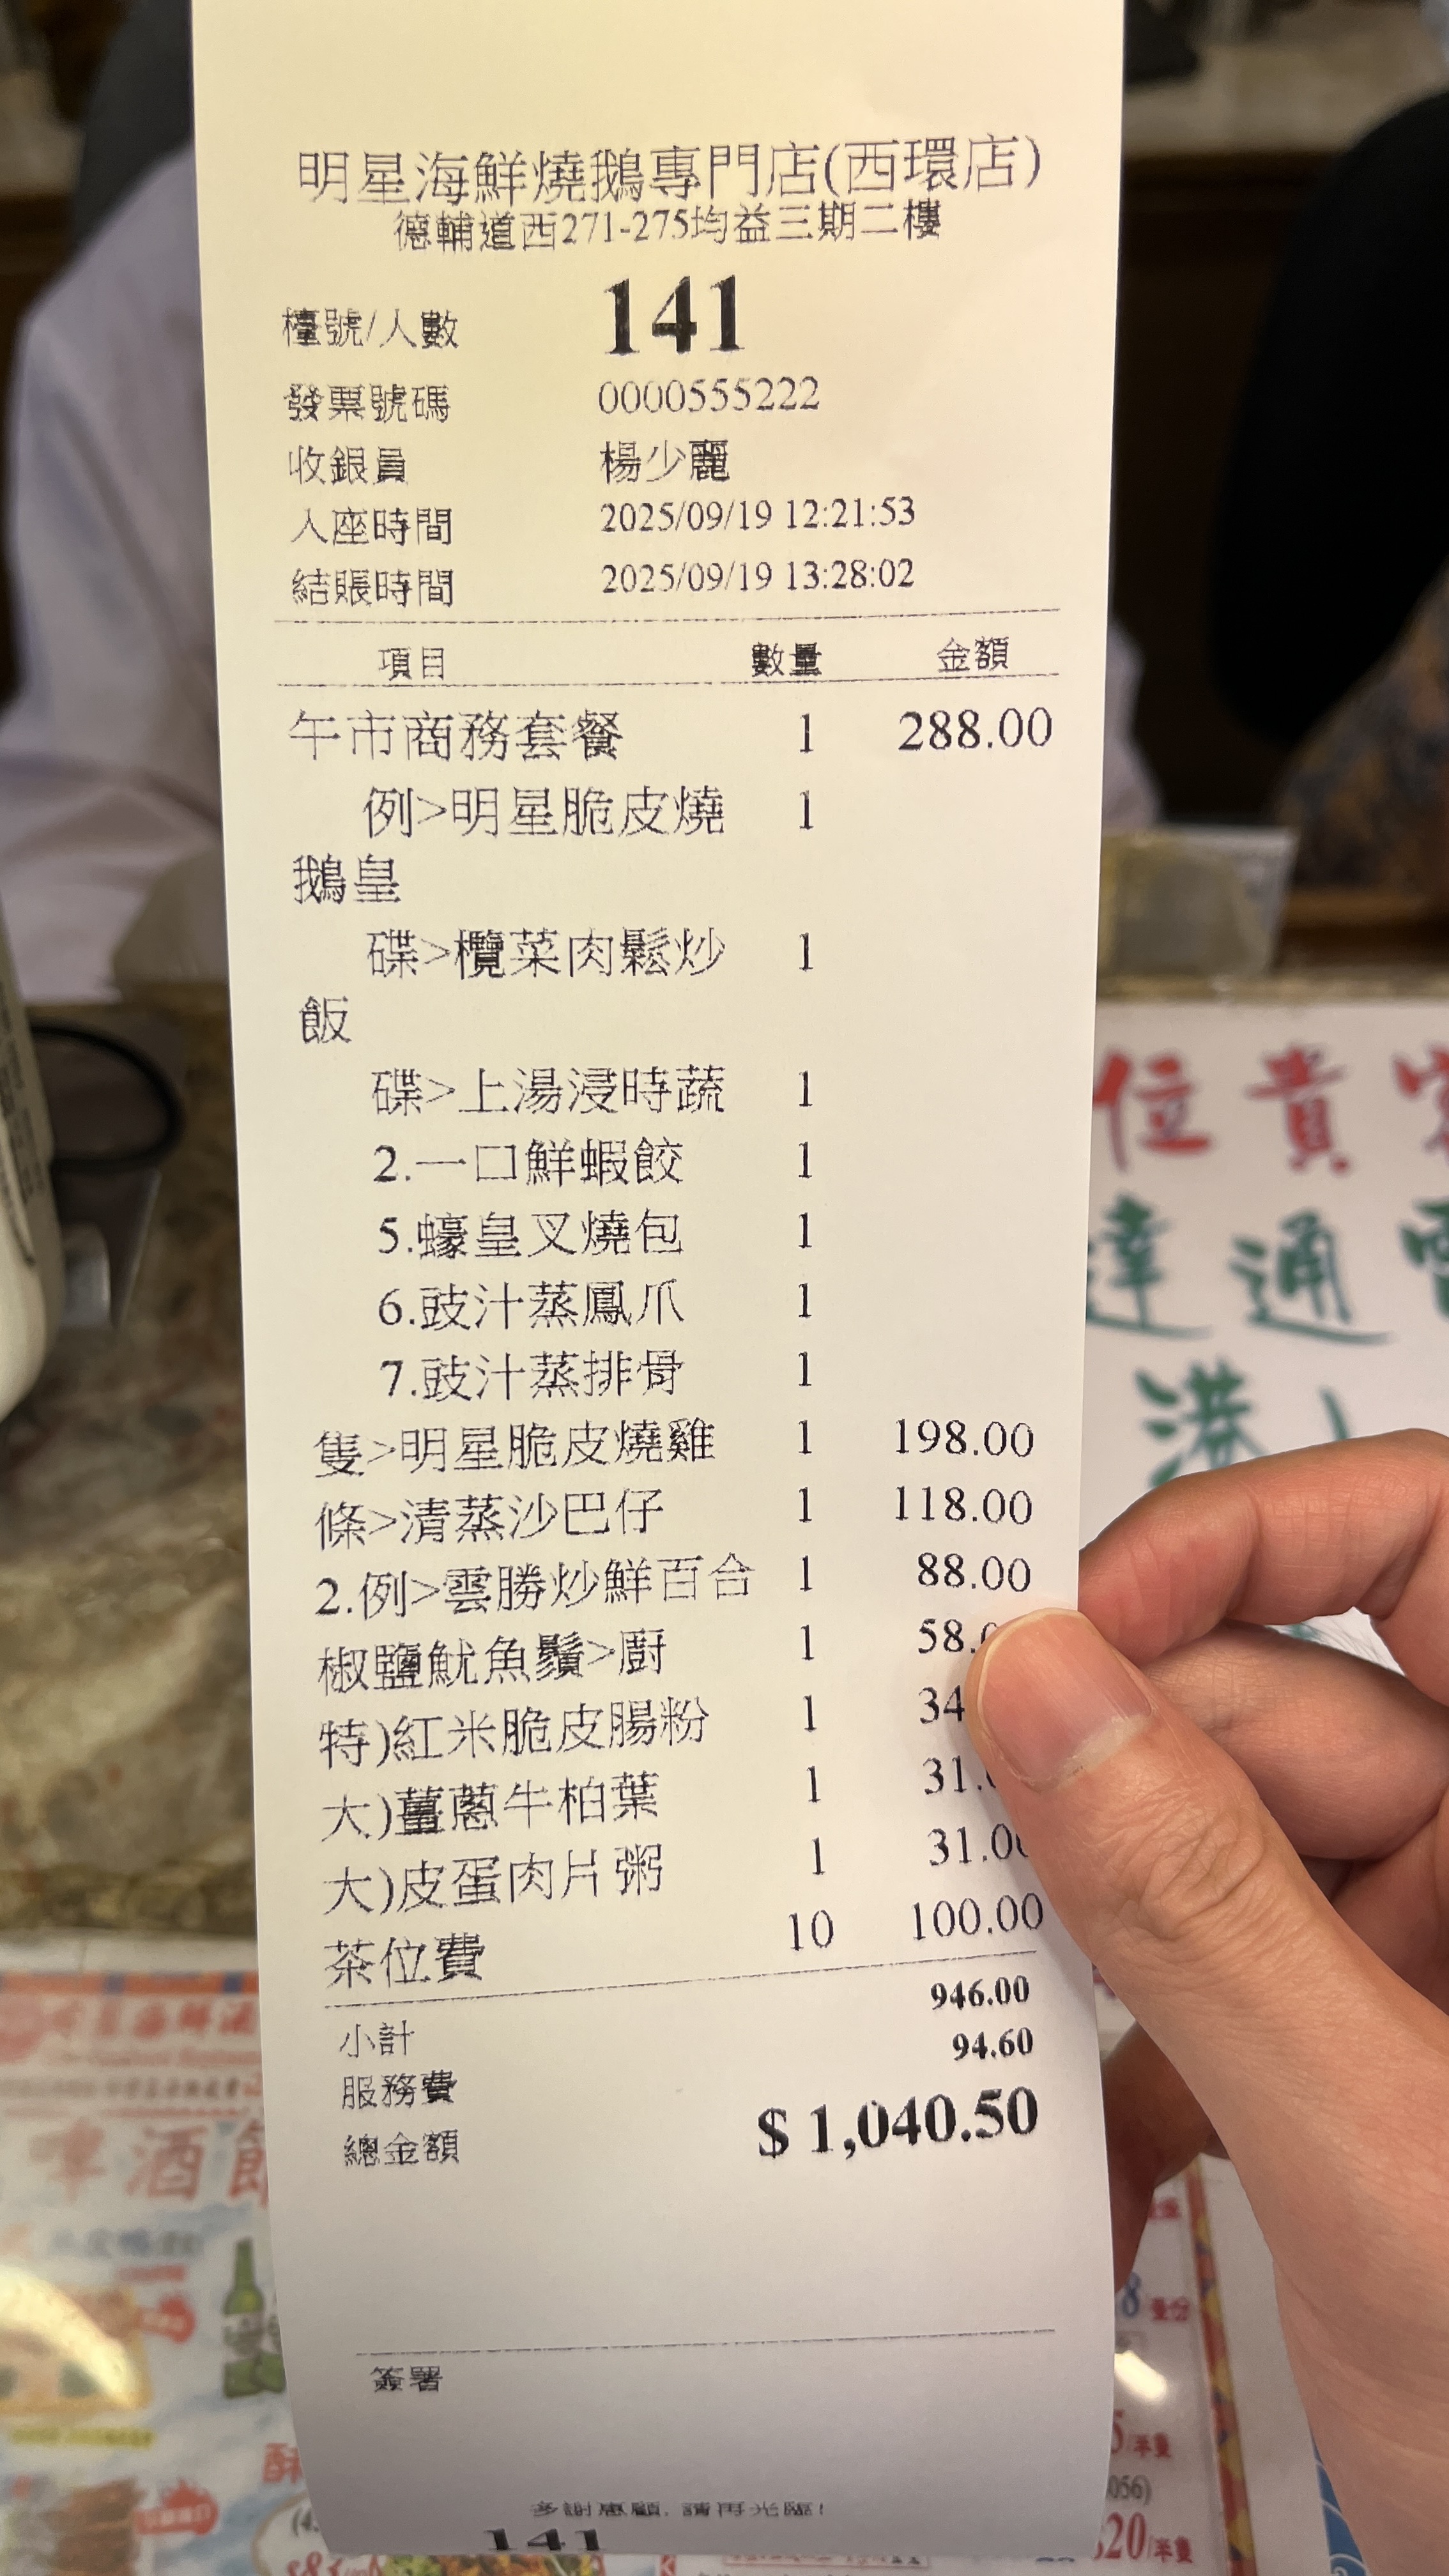 明星海鮮燒鵝專門店(西環店)
德輔道西271-275均益三期二樓
檯號/人數 141
發票號碼 0000555222
收銀員 楊少麗
入座時間 2025/09/19 12:21:53
結賬時間 2025/09/19 13:28:02
項目 數量 金額
午市商務套餐 1 288.00
例>明星脆皮燒 1
鵝皇
碟>欖菜肉鬆炒 1
飯
碟>上湯浸時蔬 1
2.一口鮮蝦餃 1
5.蠔皇叉燒包 1
6.豉汁蒸鳳爪 1
7.豉汁蒸排骨 1
隻>明星脆皮燒雞 1 198.00
條>清蒸沙巴仔 1 118.00
2.例>雲勝炒鮮百合 1 88.00
椒鹽魷魚鬚>廚 1 58.
特)紅米脆皮腸粉 1 34
大)薑蔥牛柏葉 1 31.
大)皮蛋肉片粥 1 31.0
茶位費 10 100.00
小計 946.00
服務費 94.60
總金額 $ 1,040.50
簽署
多謝惠顧, 請再光臨!
141
位貴客
達通
港
啤酒節